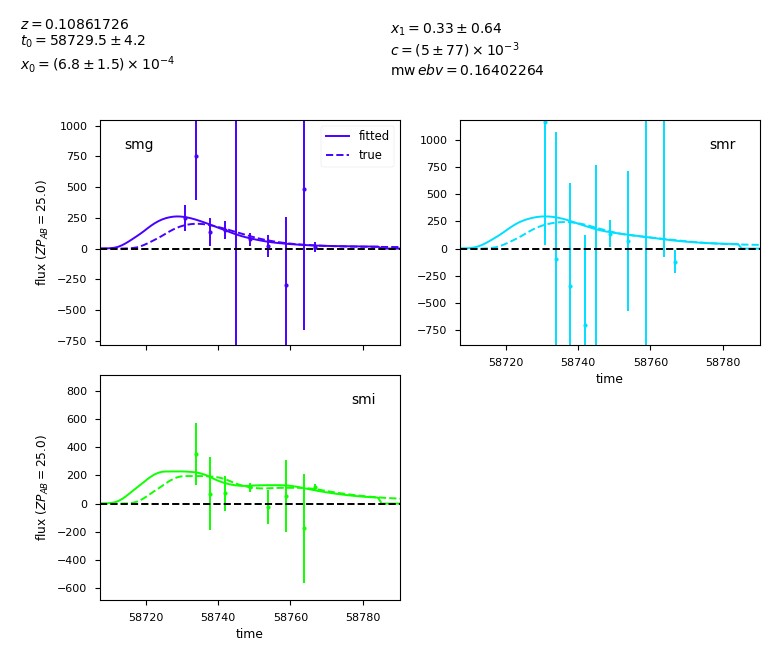 z = 0.10861726
t₀ = 58729.5 ± 4.2
x₀ = (6.8 ± 1.5) × 10⁻⁴
x₁ = 0.33 ± 0.64
c = (5 ± 77) × 10⁻³
mw ebv = 0.16402264
smg
fitted
true
1000
750
500
250
0
−250
−500
−750
flux (ZP_AB = 25.0)
smr
1000
750
500
250
0
−250
−500
−750
58720 58740 58760 58780
time
smi
800
600
400
200
0
−200
−400
−600
flux (ZP_AB = 25.0)
58720 58740 58760 58780
time